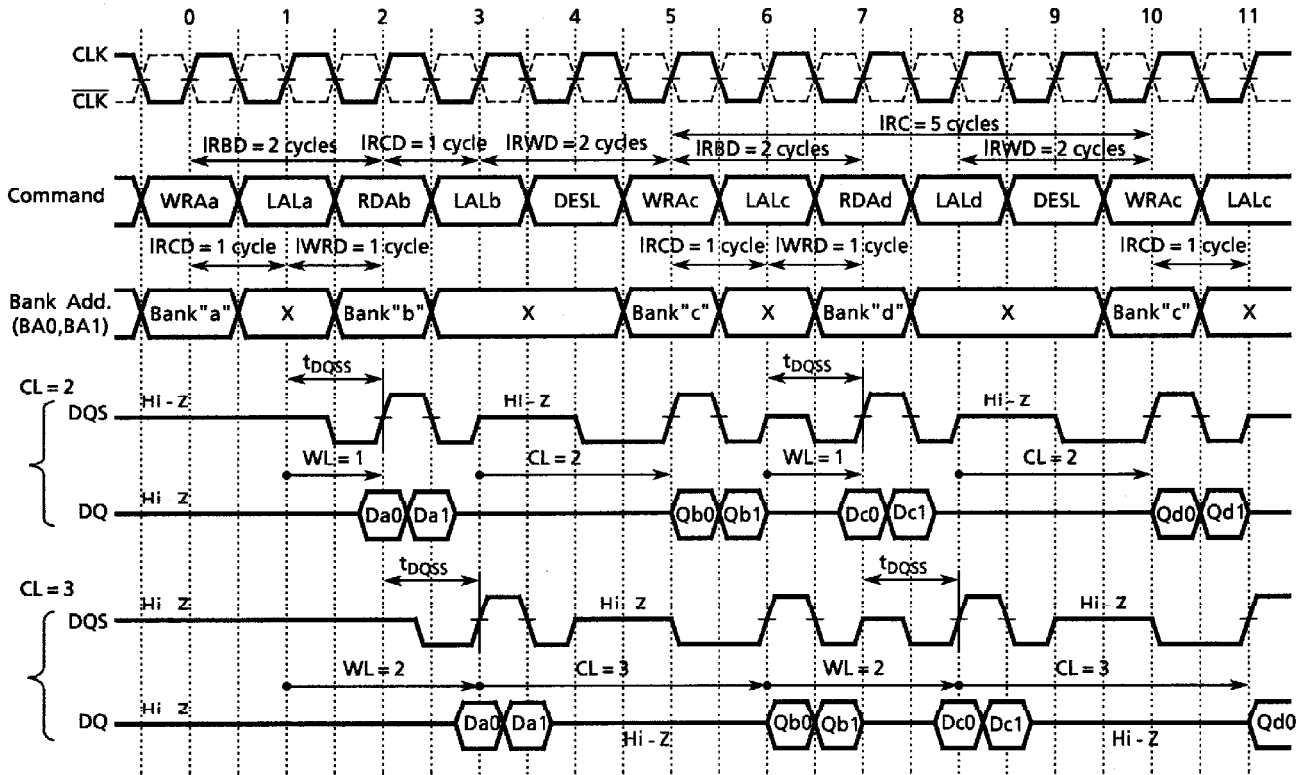 0 1 2 3 4 5 6 7 8 9 10 11
CLK
CLK
IRC = 5 cycles
IRBD = 2 cycles IRCD = 1 cycle IRWD = 2 cycles IRBD = 2 cycles IRWD = 2 cycles
Command WRAa LALa RDAb LALb DESL WRAc LALc RDAd LALd DESL WRAc LALc
IRCD = 1 cycle IWRD = 1 cycle IRCD = 1 cycle IWRD = 1 cycle IRCD = 1 cycle
Bank Add.
(BA0,BA1)
Bank"a" X Bank"b" X Bank"c" X Bank"d" X Bank"c" X
tDQSS tDQSS
CL = 2
Hi - Z Hi - Z Hi - Z
DQS
WL = 1 CL = 2 WL = 1 CL = 2
Hi - Z
DQ Da0 Da1 Qb0 Qb1 Dc0 Dc1 Qd0 Qd1
tDQSS tDQSS
CL = 3
Hi - Z Hi - Z Hi - Z
DQS
WL = 2 CL = 3 WL = 2 CL = 3
Hi - Z
DQ Da0 Da1 Qb0 Qb1 Dc0 Dc1 Qd0
Hi - Z Hi - Z